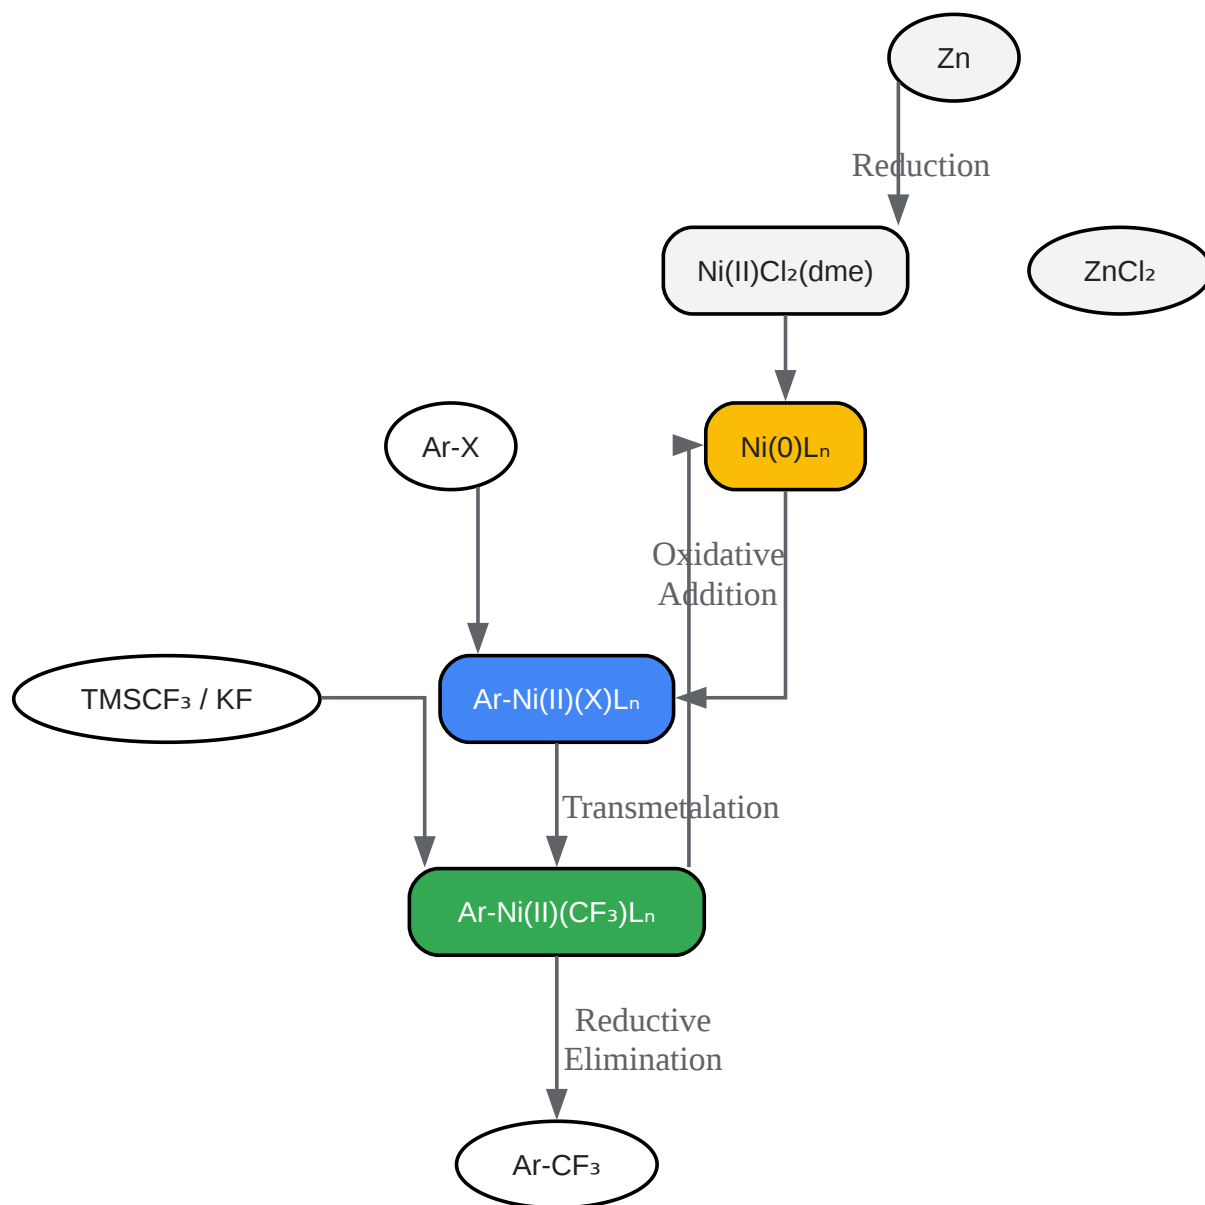 Zn
Reduction
Ni(II)Cl₂(dme)
ZnCl₂
Ar-X
Ni(0)Lₙ
Oxidative
Addition
TMSCF₃ / KF
Ar-Ni(II)(X)Lₙ
Transmetalation
Ar-Ni(II)(CF₃)Lₙ
Reductive
Elimination
Ar-CF₃